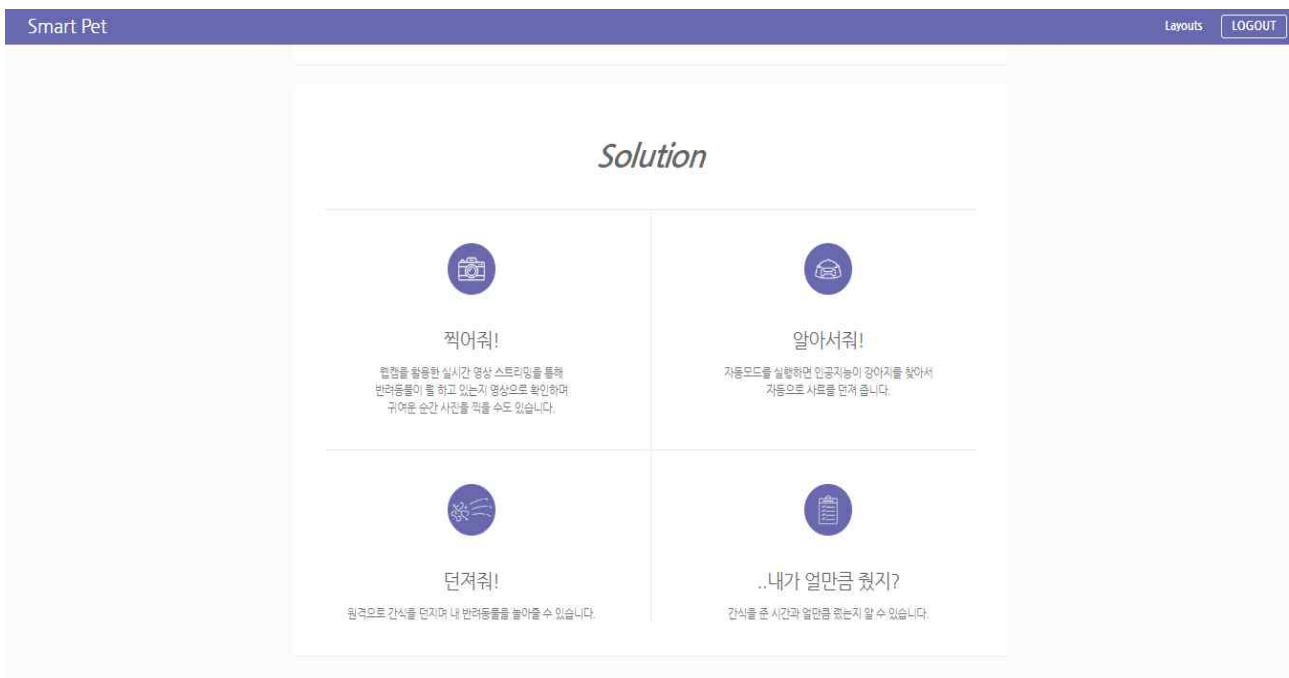 Smart Pet
Layouts
LOGOUT
Solution
찍어줘!
웹캠을 활용한 실시간 영상 스트리밍을 통해
반려동물이 뭘 하고 있는지 영상으로 확인하며
귀여운 순간 사진을 찍을 수도 있습니다.
알아서줘!
자동모드를 실행하면 인공지능이 강아지를 찾아서
자동으로 사료를 던져 줍니다.
던져줘!
원격으로 간식을 던지며 내 반려동물을 놀아줄 수 있습니다.
..내가 얼만큼 줬지?
간식을 준 시간과 얼만큼 줬는지 알 수 있습니다.